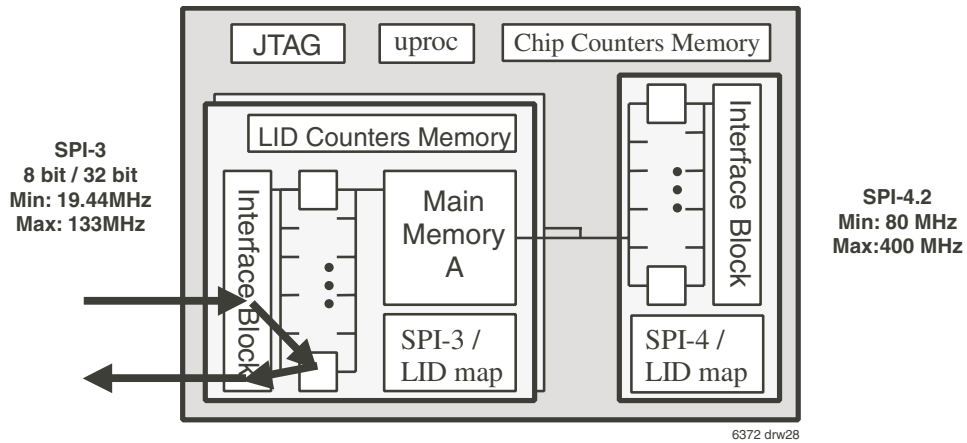 JTAG
uproc
Chip Counters Memory
LID Counters Memory
SPI-3
8 bit / 32 bit
Min: 19.44MHz
Max: 133MHz
Interface Block
Main
Memory
A
SPI-3 /
LID map
Interface Block
SPI-4 /
LID map
SPI-4.2
Min: 80 MHz
Max:400 MHz
6372 drw28